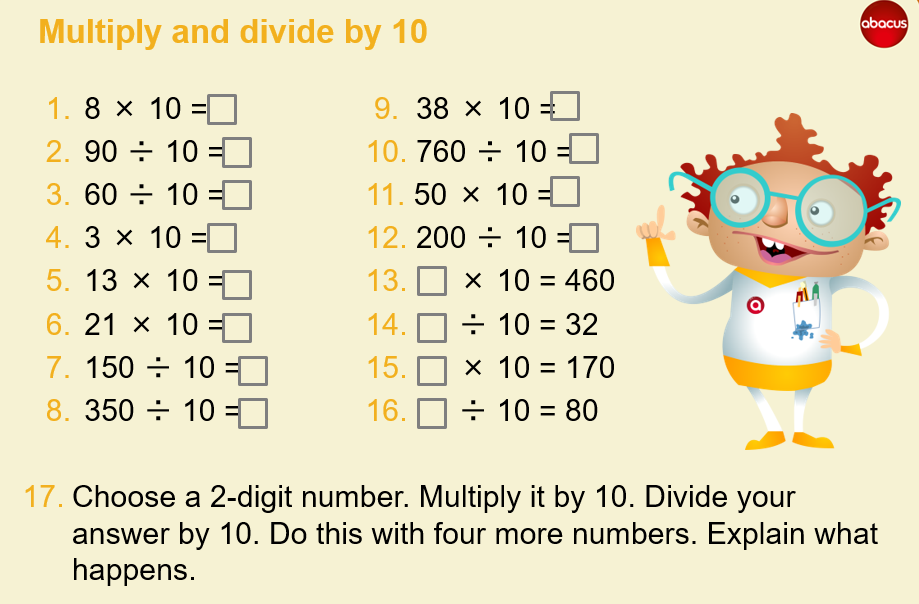 Multiply and divide by 10
abacus
1. 8 × 10 =□
2. 90 ÷ 10 =□
3. 60 ÷ 10 =□
4. 3 × 10 =□
5. 13 × 10 =□
6. 21 × 10 =□
7. 150 ÷ 10 =□
8. 350 ÷ 10 =□
9. 38 × 10 =□
10. 760 ÷ 10 =□
11. 50 × 10 =□
12. 200 ÷ 10 =□
13. □ × 10 = 460
14. □ ÷ 10 = 32
15. □ × 10 = 170
16. □ ÷ 10 = 80
17. Choose a 2-digit number. Multiply it by 10. Divide your
answer by 10. Do this with four more numbers. Explain what
happens.